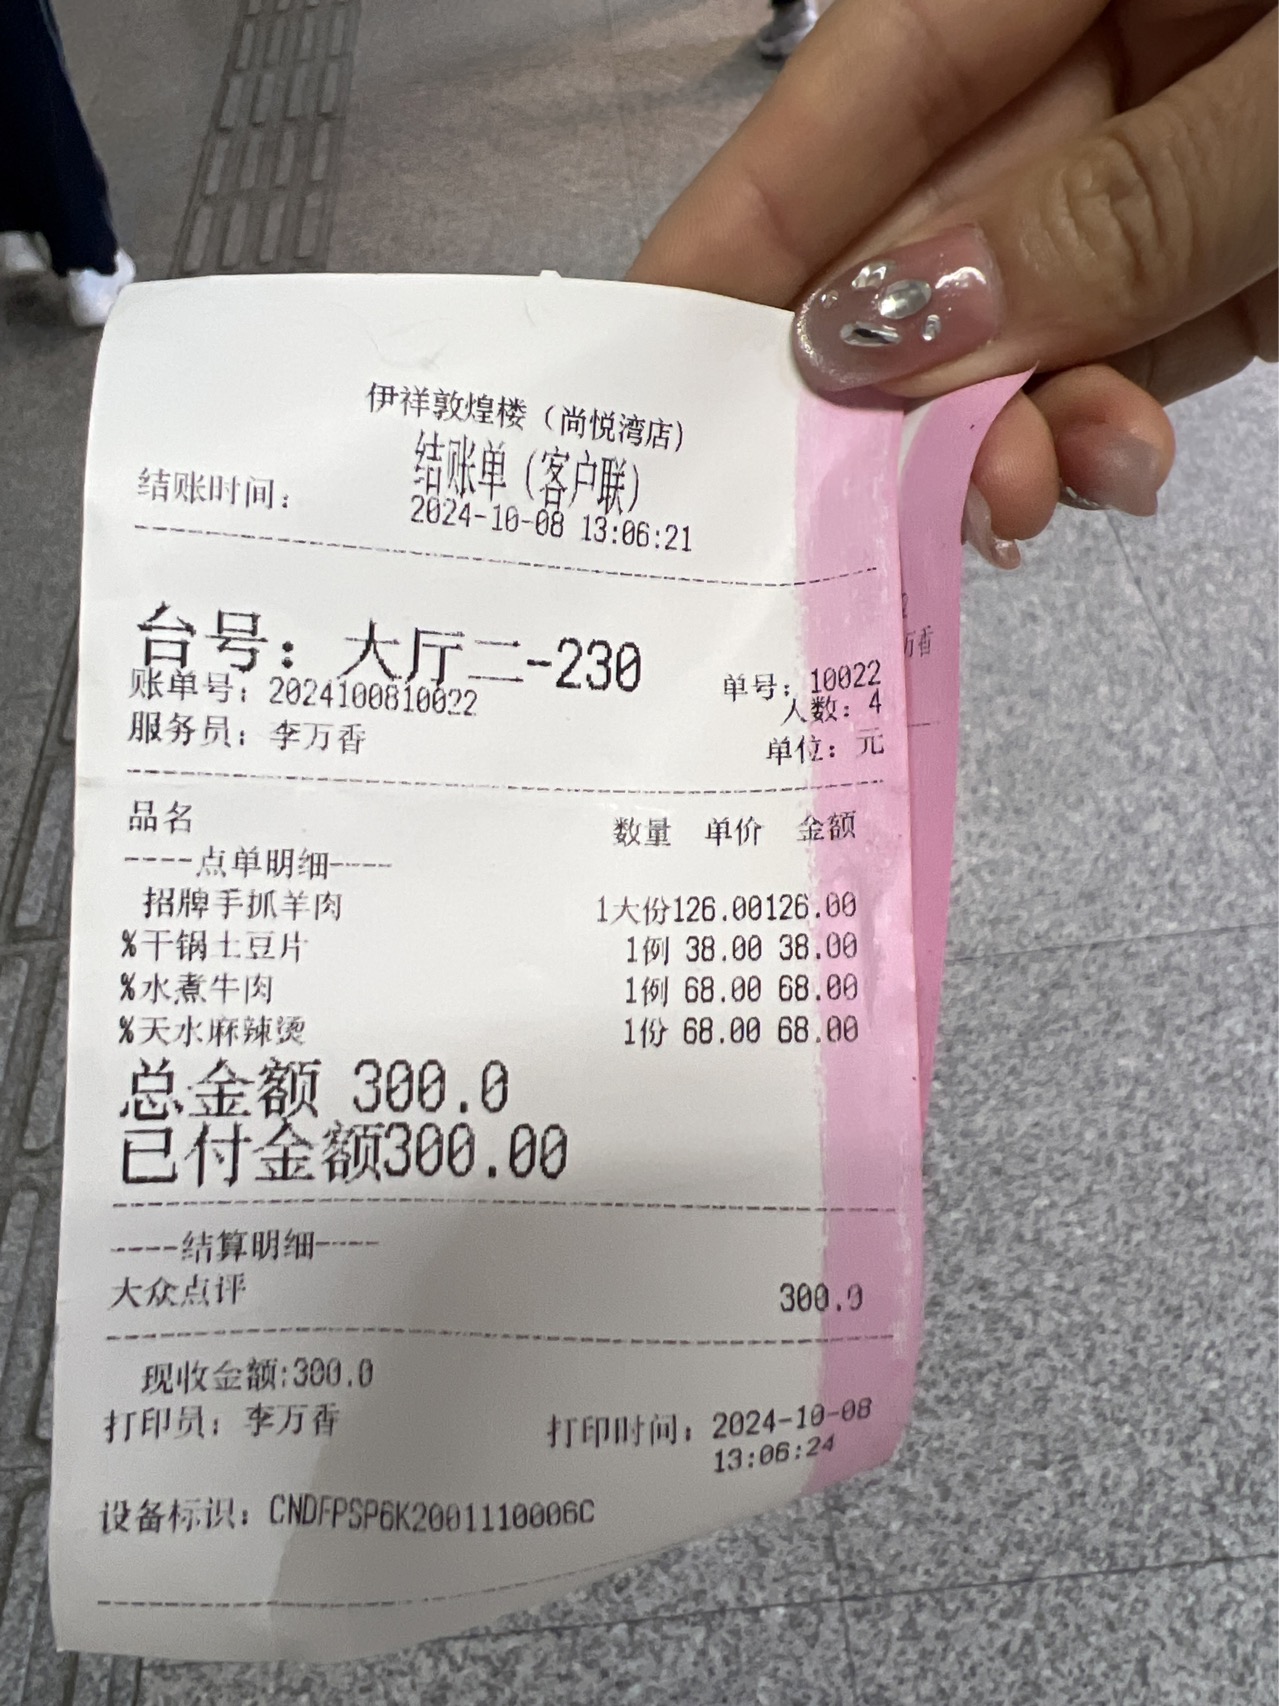 伊祥敦煌楼（尚悦湾店）
结账单（客户联）
结账时间： 2024-10-08 13:06:21
台号：大厅二-230
账单号：2024100810022 单号：10022
人数：4
服务员：李万香 单位：元
品名 数量 单价 金额
----点单明细----
招牌手抓羊肉 1大份126.00126.00
%干锅土豆片 1例 38.00 38.00
%水煮牛肉 1例 68.00 68.00
%天水麻辣烫 1份 68.00 68.00
总金额 300.0
已付金额300.00
----结算明细----
大众点评 300.0
现收金额:300.0
打印员：李万香 打印时间：2024-10-08
13:06:24
设备标识：CNDFPSP6K2001110006C
万香